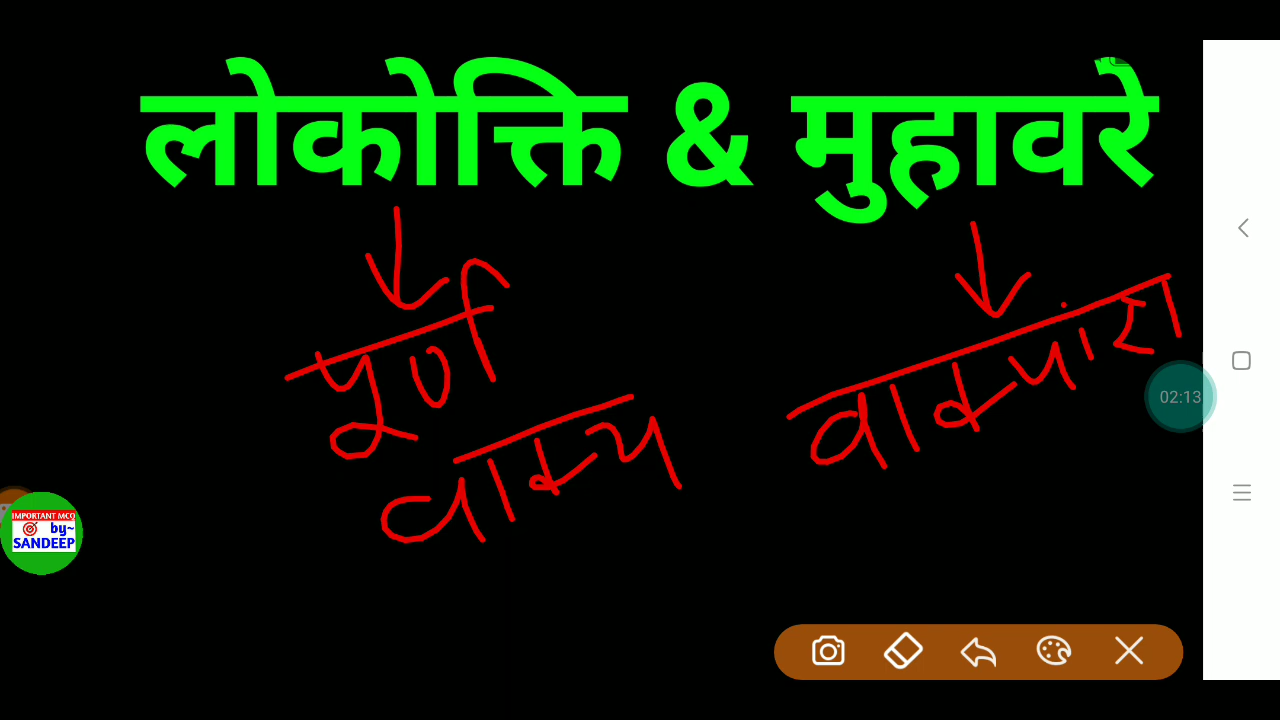 लोकोक्ति & मुहावरे
पूर्ण
वाक्य
वाक्यांश
02:13
IMPORTANT MCQ
by~
SANDEEP